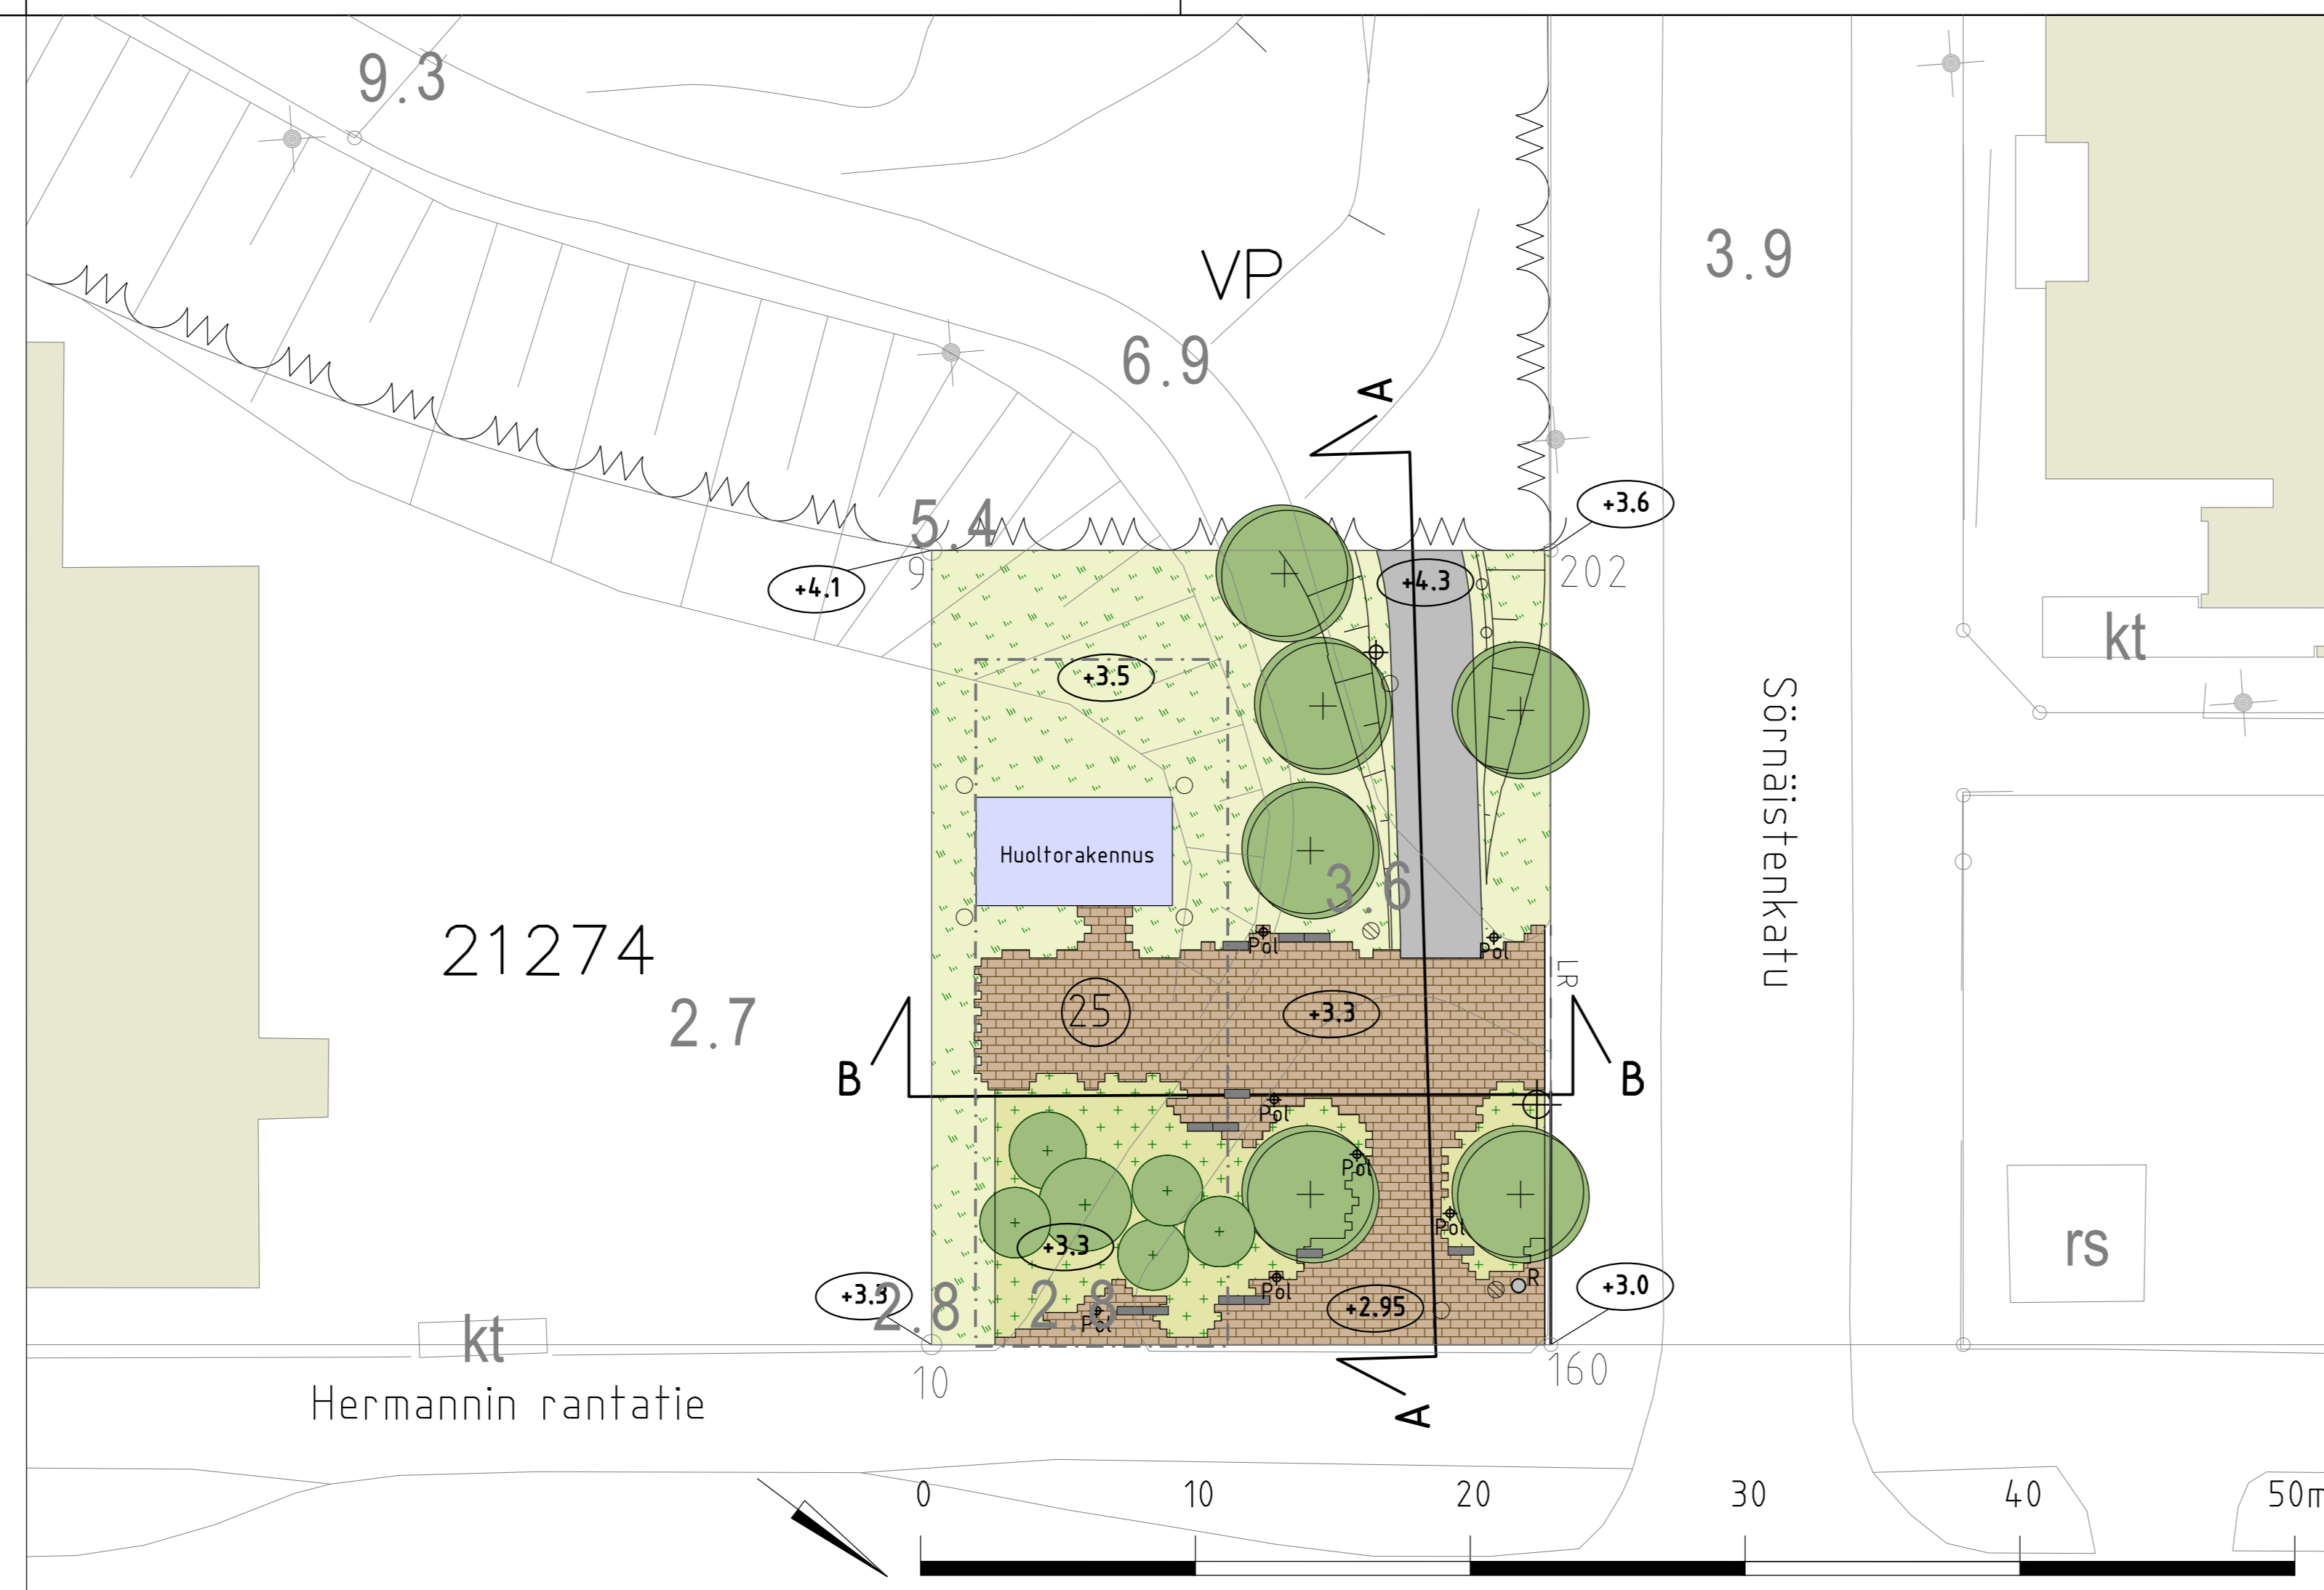 9.3
3.9
VP
6.9
A
+3.6
5.4
9
202
+4.1
+4.3
+3.5
kt
Sörnäistenkatu
Huoltorakennus
3.6
21274
2.7
Pol
Pol
LR
25
+3.3
B
B
Pol
Pol
Pol
+3.3
rs
+3.3
2.8
2.8
Pol
Pol
R
+3.0
+2.95
kt
10
160
Hermannin rantatie
A
0 10 20 30 40 50m